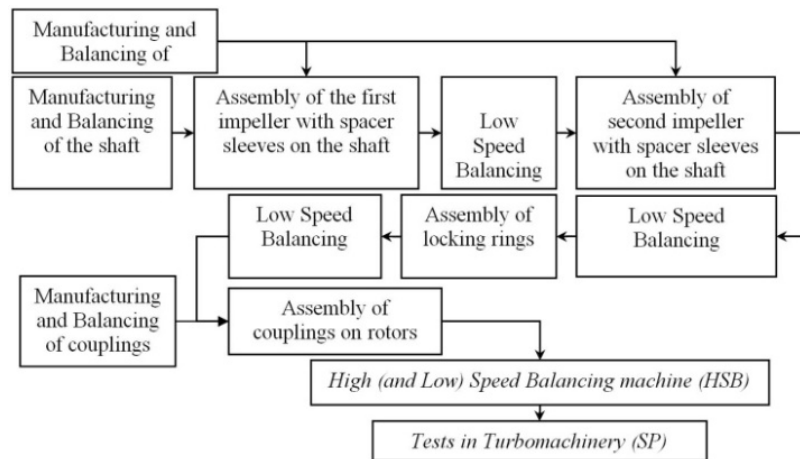 Manufacturing and
Balancing of
Manufacturing
and Balancing
of the shaft
Assembly of the first
impeller with spacer
sleeves on the shaft
Low
Speed
Balancing
Assembly of
second impeller
with spacer sleeves
on the shaft
Low Speed
Balancing
Assembly of
locking rings
Low Speed
Balancing
Manufacturing
and Balancing
of couplings
Assembly of
couplings on rotors
High (and Low) Speed Balancing machine (HSB)
Tests in Turbomachinery (SP)